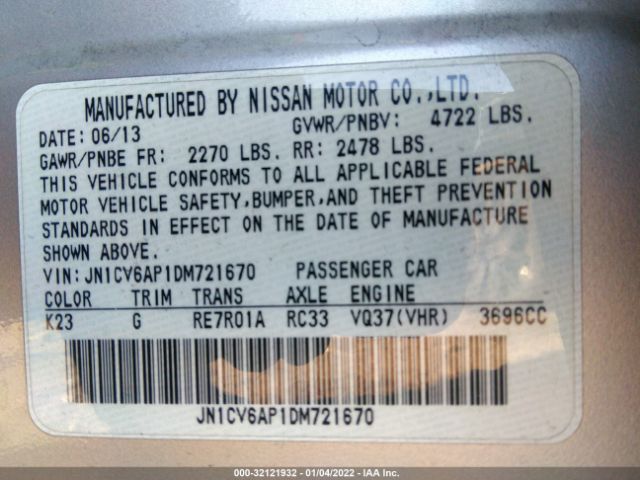 MANUFACTURED BY NISSAN MOTOR CO.,LTD.
DATE: 06/13 GVWR/PNBV: 4722 LBS.
GAWR/PNBE FR: 2270 LBS. RR: 2478 LBS.
THIS VEHICLE CONFORMS TO ALL APPLICABLE FEDERAL
MOTOR VEHICLE SAFETY,BUMPER,AND THEFT PREVENTION
STANDARDS IN EFFECT ON THE DATE OF MANUFACTURE
SHOWN ABOVE.
VIN:JN1CV6AP1DM721670 PASSENGER CAR
COLOR TRIM TRANS AXLE ENGINE
K23 G RE7R01A RC33 VQ37(VHR) 3696CC
JN1CV6AP1DM721670
000-32121932 - 01/04/2022 - IAA Inc.